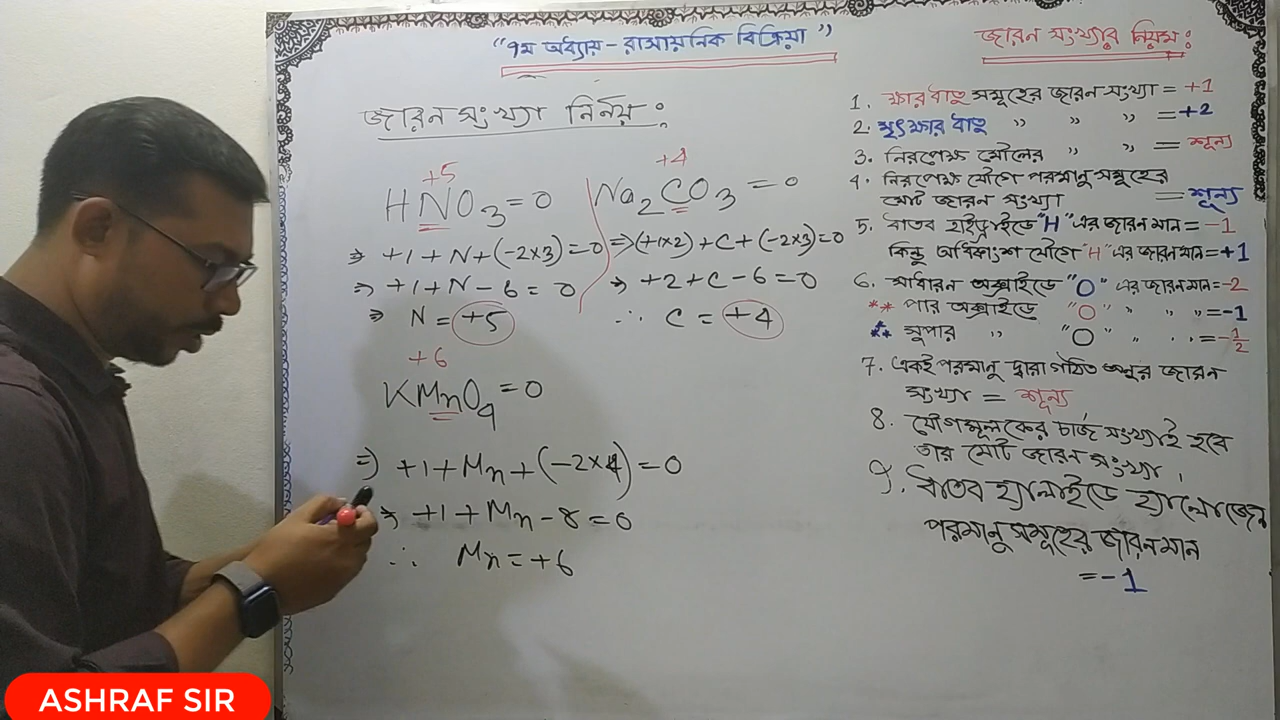 "৭ম অধ্যায় - রাসায়নিক বিক্রিয়া"
জারন সংখ্যা নির্নয়:
+5
HNO3 = 0
⇒ +1 + N + (-2×3) = 0
⇒ +1 + N - 6 = 0
⇒ N = +5
+4
Na2CO3 = 0
⇒ (+1×2) + C + (-2×3) = 0
⇒ +2 + C - 6 = 0
∴ C = +4
+6
KMnO4 = 0
⇒ +1 + Mn + (-2×4) = 0
⇒ +1 + Mn - 8 = 0
∴ Mn = +6
জারন সংখ্যার নিয়ম:
1. ক্ষার ধাতু সমূহের জারন সংখ্যা = +1
2. মৃৎক্ষার ধাতু " " " = +2
3. নিরপেক্ষ মৌলের " " = শূন্য
4. নিরপেক্ষ যৌগে পরমানু সমূহের
মোট জারন সংখ্যা = শূন্য
5. ধাতব হাইড্রাইডে "H" এর জারন মান = -1
কিন্তু অধিকাংশ যৌগে "H" এর জারন মান = +1
6. সাধারন অক্সাইডে "O" এর জারন মান = -2
** পার অক্সাইডে "O" " " " = -1
** সুপার " "O" " " " = -1/2
7. একই পরমানু দ্বারা গঠিত অনুর জারন
সংখ্যা = শূন্য
8. যৌগমূলকের চার্জ সংখ্যাই হবে
তার মোট জারন সংখ্যা।
9. ধাতব হ্যালাইডে হ্যালোজেন
পরমানু সমূহের জারন মান
= -1
ASHRAF SIR